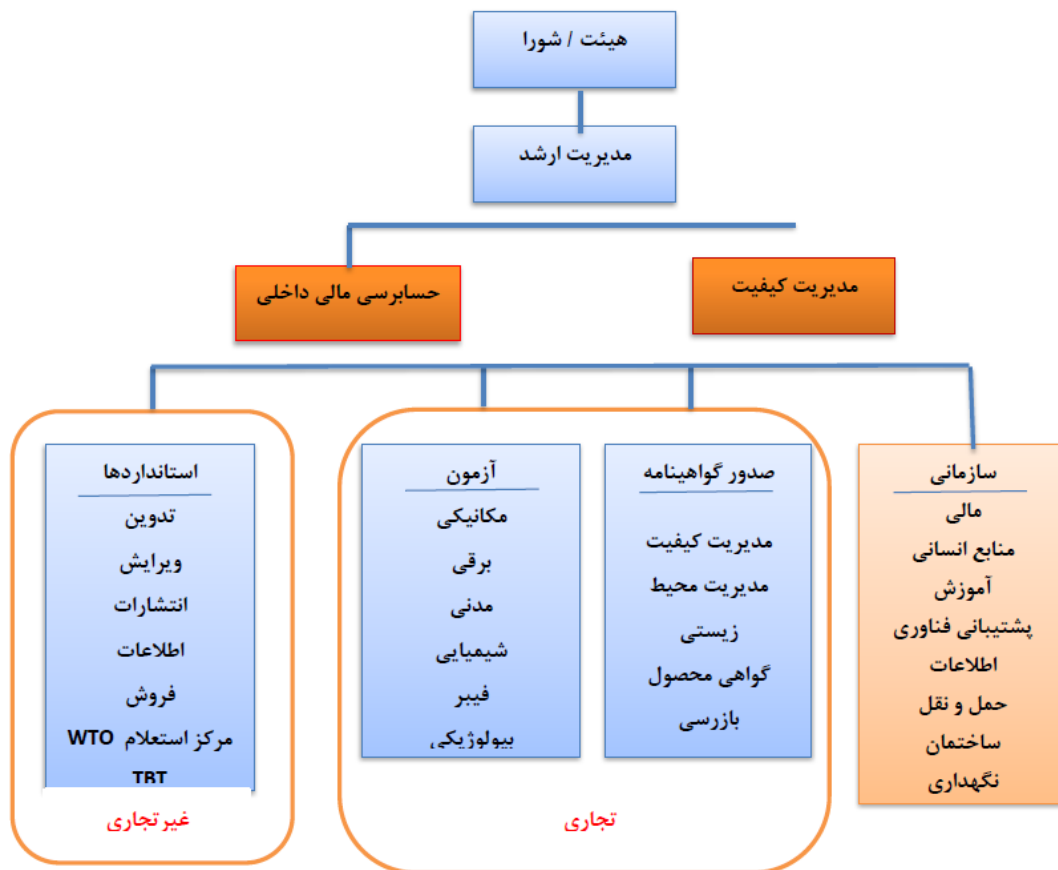 هیئت / شورا
مدیریت ارشد
مدیریت کیفیت
حسابرسی مالی داخلی
سازمانی
مالی
منابع انسانی
آموزش
پشتیبانی فناوری
اطلاعات
حمل و نقل
ساختمان
نگهداری
صدور گواهینامه
مدیریت کیفیت
مدیریت محیط
زیستی
گواهی محصول
بازرسی
آزمون
مکانیکی
برقی
مدنی
شیمیایی
فیبر
بیولوژیکی
تجاری
استانداردها
تدوین
ویرایش
انتشارات
اطلاعات
فروش
مرکز استعلام WTO
TBT
غیرتجاری